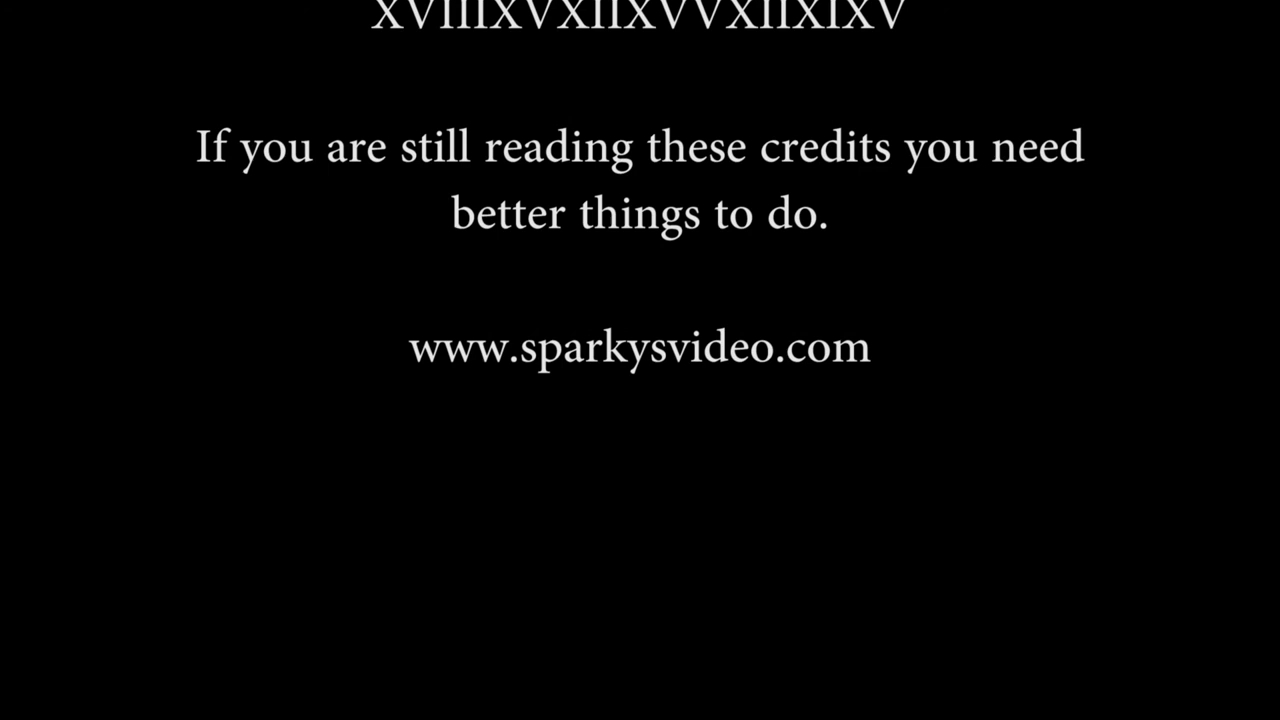 XVIIIXVXIIXVVXIIXIXV
If you are still reading these credits you need
better things to do.
www.sparkysvideo.com